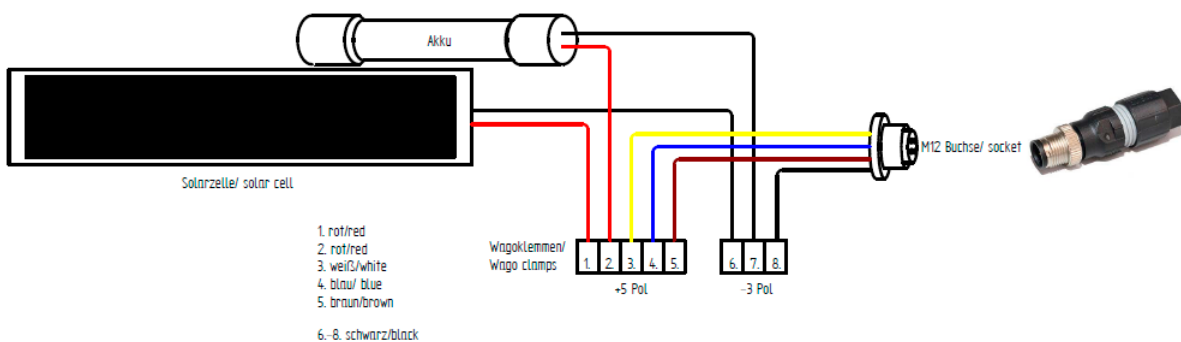 Akku
M12 Buchse/ socket
Solarzelle/ solar cell
1. rot/red
2. rot/red
3. weiß/white
4. blau/ blue
5. braun/brown
6.-8. schwarz/black
Wagoklemmen/
Wago clamps
1. 2. 3. 4. 5.
6. 7. 8.
+5 Pol
-3 Pol